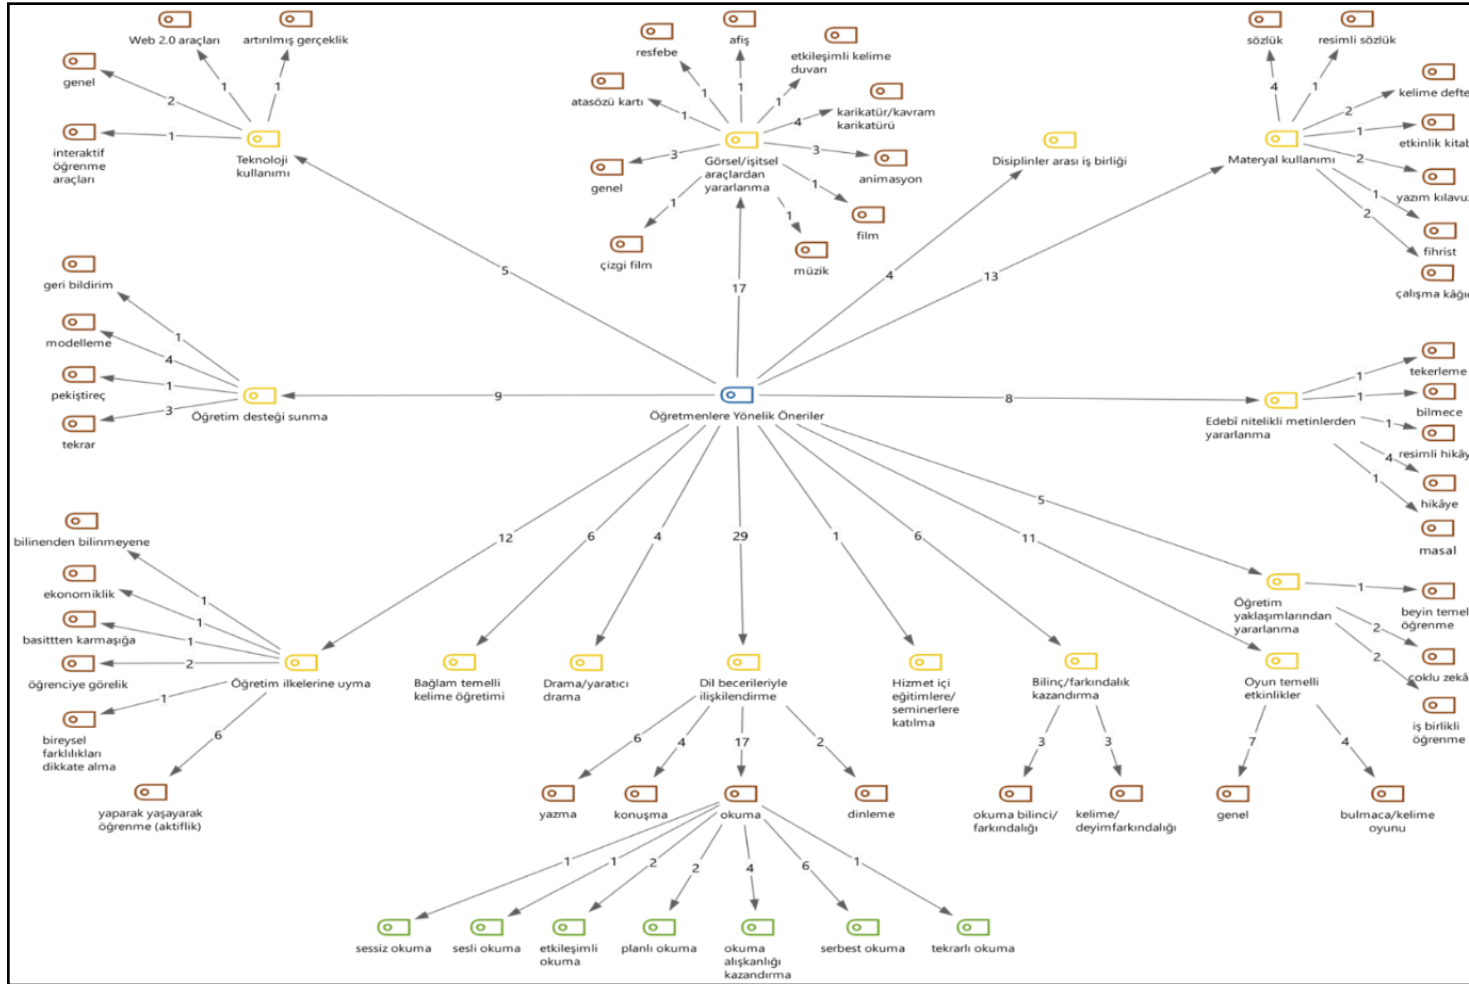 Web 2.0 araçları
artırılmış gerçeklik
genel
interaktif
öğrenme
araçları
Teknoloji
kullanımı
1
1
2
1
resfebe
afiş
etkileşimli kelime
duvarı
atasözü kartı
karikatür/kavram
karikatürü
genel
Görsel/işitsel
araçlardan
yararlanma
animasyon
film
müzik
çizgi film
1
1
1
1
4
3
3
1
1
1
Disiplinler arası iş birliği
sözlük
resimli sözlük
kelime defte
etkinlik kitab
yazım kılavuz
fihrist
çalışma kâğıd
Materyal kullanımı
4
1
2
1
2
1
2
5
17
4
13
geri bildirim
modelleme
pekiştireç
tekrar
Öğretim desteği sunma
1
4
1
3
9
Öğretmenlere Yönelik Öneriler
8
Edebî nitelikli metinlerden
yararlanma
tekerleme
bilmece
resimli hikây
hikâye
masal
1
1
1
4
1
12
6
4
29
1
6
11
5
bilinenden bilinmeyene
ekonomiklik
basittten karmaşığa
öğrenciye görelik
bireysel
farklılıkları
dikkate alma
yaparak yaşayarak
öğrenme (aktiflik)
Öğretim ilkelerine uyma
1
1
1
2
1
6
Bağlam temelli
kelime öğretimi
Drama/yaratıcı
drama
Dil becerileriyle
ilişkilendirme
Hizmet içi
eğitimlere/
seminerlere
katılma
Bilinç/farkındalık
kazandırma
Oyun temelli
etkinlikler
Öğretim
yaklaşımlarından
yararlanma
1
2
2
beyin temell
öğrenme
çoklu zekâ
iş birlikli
öğrenme
6
4
17
2
3
3
7
4
yazma
konuşma
okuma
dinleme
okuma bilinci/
farkındalığı
kelime/
deyimfarkındalığı
genel
bulmaca/kelime
oyunu
1
1
2
2
4
6
1
sessiz okuma
sesli okuma
etkileşimli
okuma
planlı okuma
okuma
alışkanlığı
kazandırma
serbest okuma
tekrarlı okuma